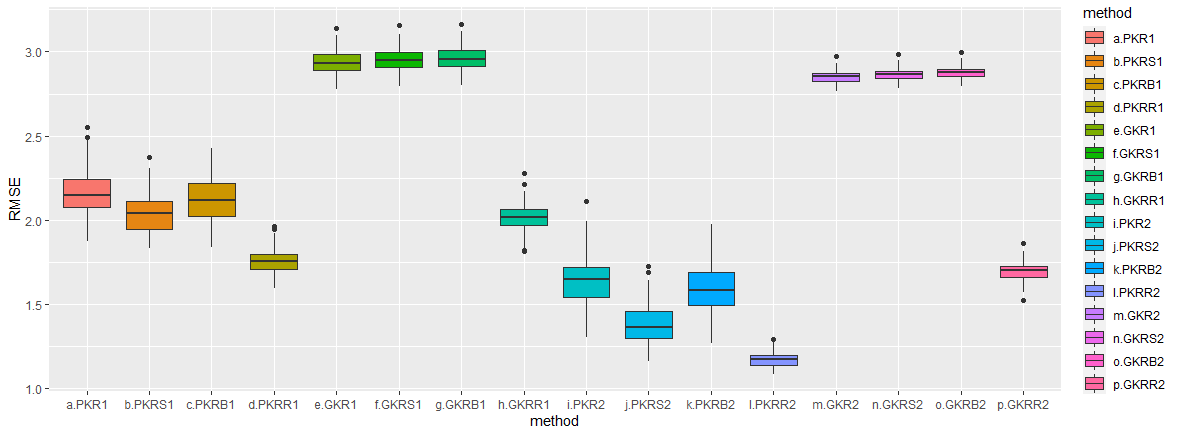 3.0
2.5
2.0
1.5
1.0
RMSE
a.PKR1 b.PKRS1 c.PKRB1 d.PKRR1 e.GKR1 f.GKRS1 g.GKRB1 h.GKRR1 i.PKR2 j.PKRS2 k.PKRB2 l.PKRR2 m.GKR2 n.GKRS2 o.GKRB2 p.GKRR2
method
method
a.PKR1
b.PKRS1
c.PKRB1
d.PKRR1
e.GKR1
f.GKRS1
g.GKRB1
h.GKRR1
i.PKR2
j.PKRS2
k.PKRB2
l.PKRR2
m.GKR2
n.GKRS2
o.GKRB2
p.GKRR2